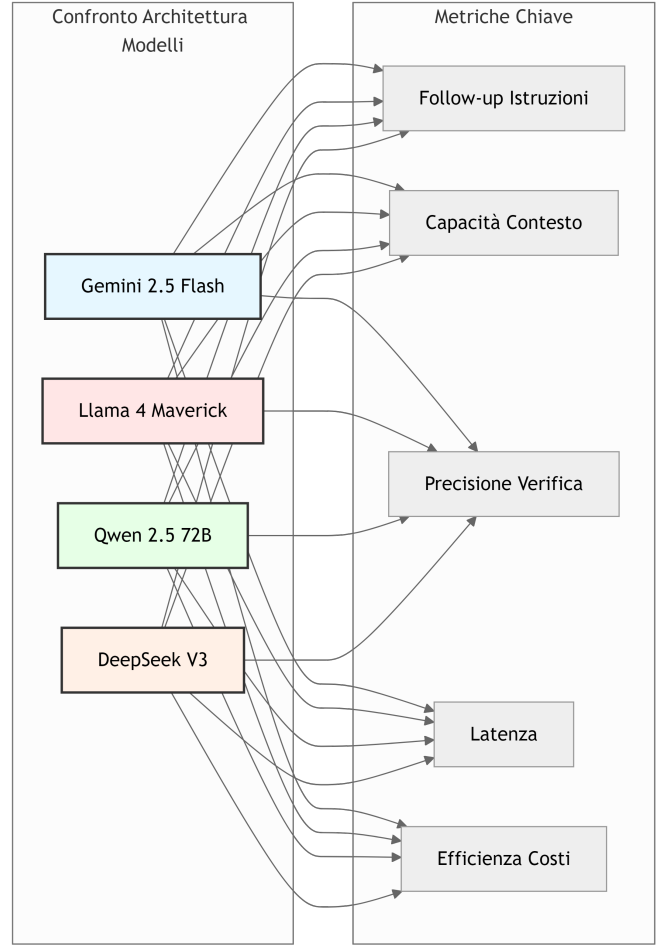 Confronto Architettura
Modelli
Gemini 2.5 Flash
Llama 4 Maverick
Qwen 2.5 72B
DeepSeek V3
Metriche Chiave
Follow-up Istruzioni
Capacità Contesto
Precisione Verifica
Latenza
Efficienza Costi